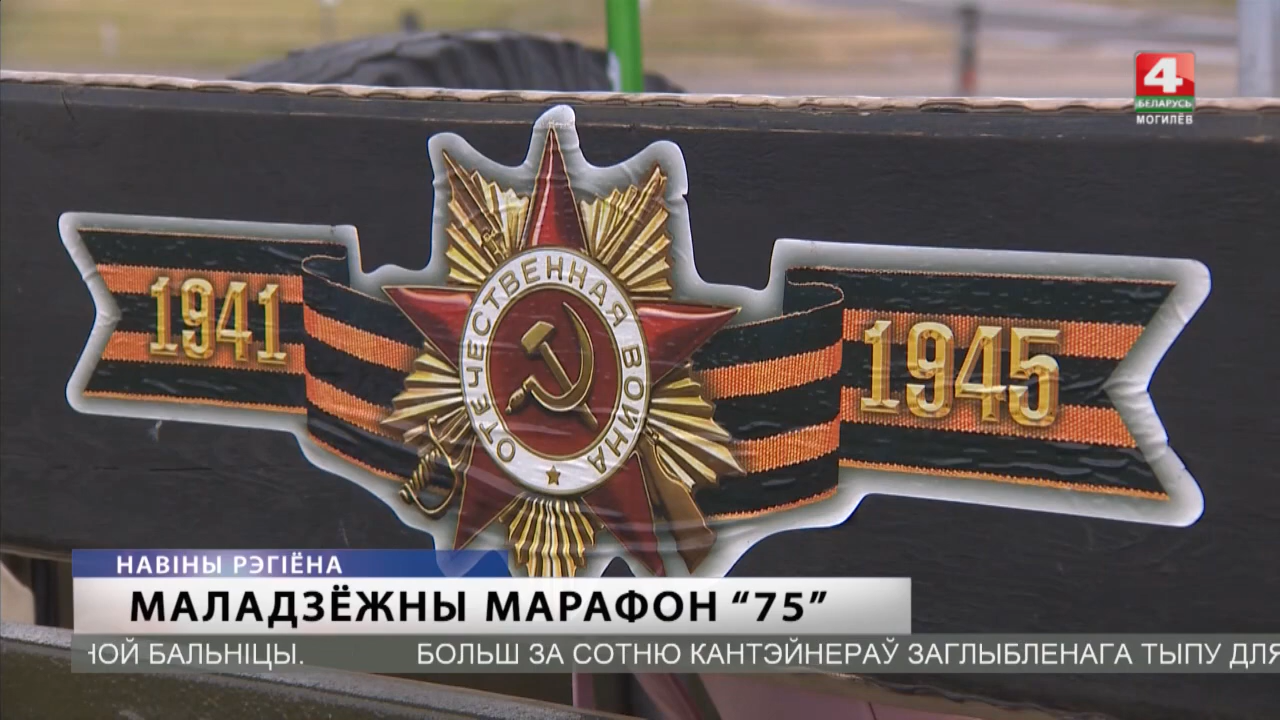 4
БЕЛАРУСЬ
МОГИЛЁВ
1941
ОТЕЧЕСТВЕННАЯ ВОЙНА
1945
НАВІНЫ РЭГІЁНА
МАЛАДЗЁЖНЫ МАРАФОН “75”
НОЙ БАЛЬНІЦЫ. БОЛЬШ ЗА СОТНЮ КАНТЭЙНЕРАЎ ЗАГЛЫБЛЕНАГА ТЫПУ ДЛЯ